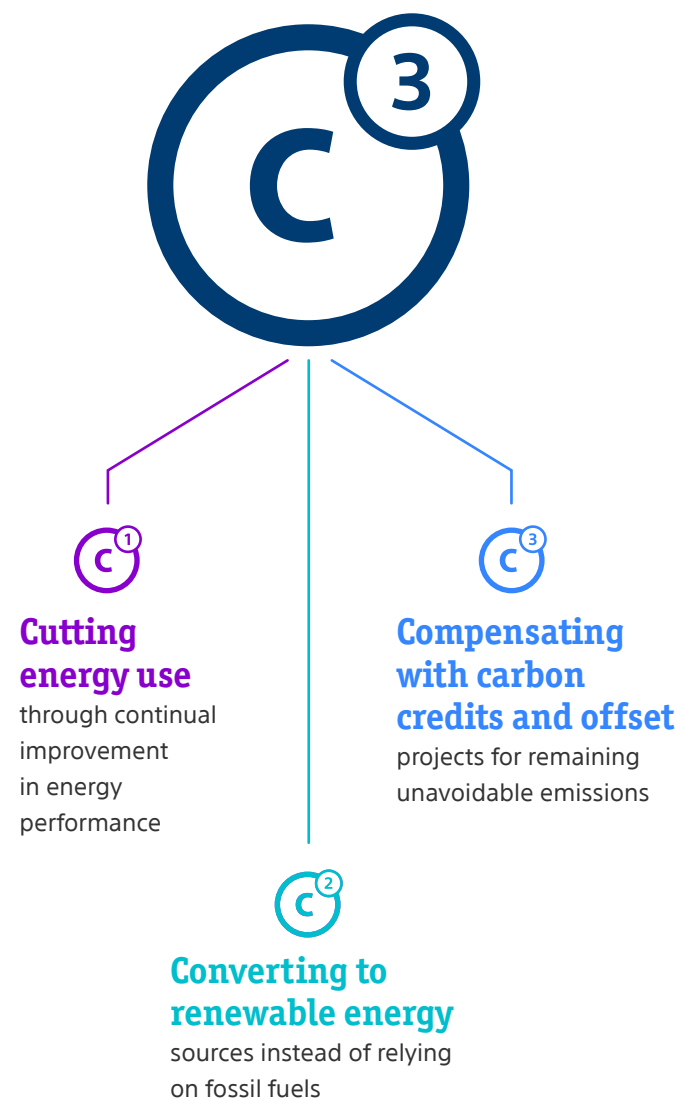 C 3
C 1
Cutting
energy use
through continual
improvement
in energy
performance
C 3
Compensating
with carbon
credits and offset
projects for remaining
unavoidable emissions
C 2
Converting to
renewable energy
sources instead of relying
on fossil fuels